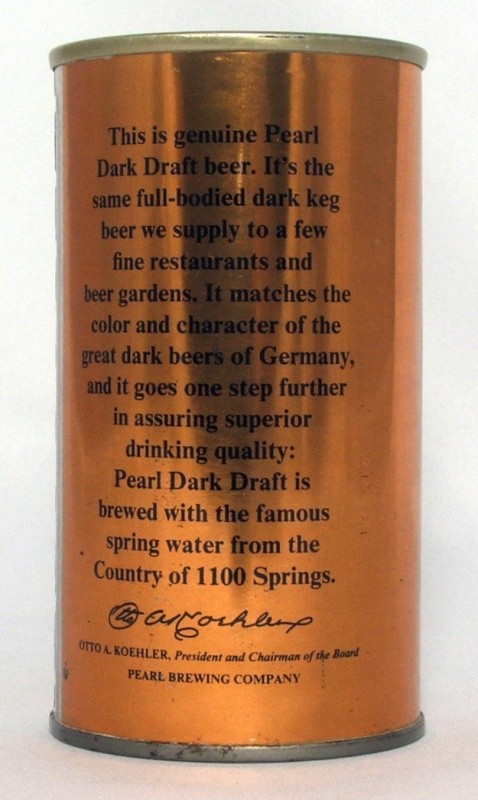 This is genuine Pearl
Dark Draft beer. It's the
same full-bodied dark keg
beer we supply to a few
fine restaurants and
beer gardens. It matches the
color and character of the
great dark beers of Germany,
and it goes one step further
in assuring superior
drinking quality:
Pearl Dark Draft is
brewed with the famous
spring water from the
Country of 1100 Springs.
Otto A. Koehler
OTTO A. KOEHLER, President and Chairman of the Board
PEARL BREWING COMPANY